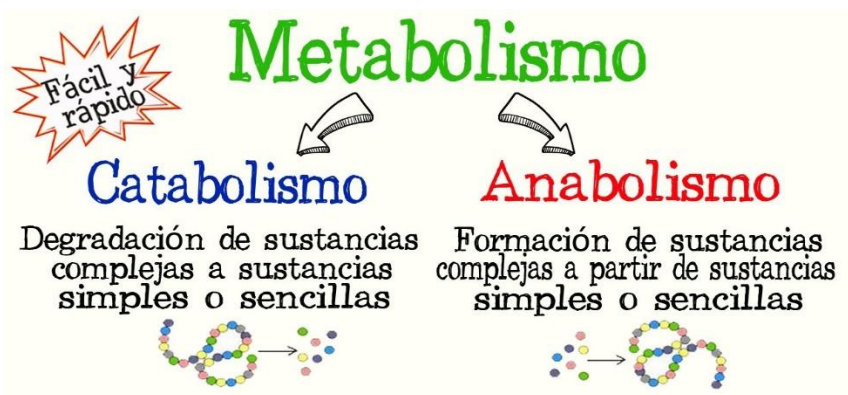 Fácil y
rápido
Metabolismo
Catabolismo
Degradación de sustancias
complejas a sustancias
simples o sencillas
Anabolismo
Formación de sustancias
complejas a partir de sustancias
simples o sencillas